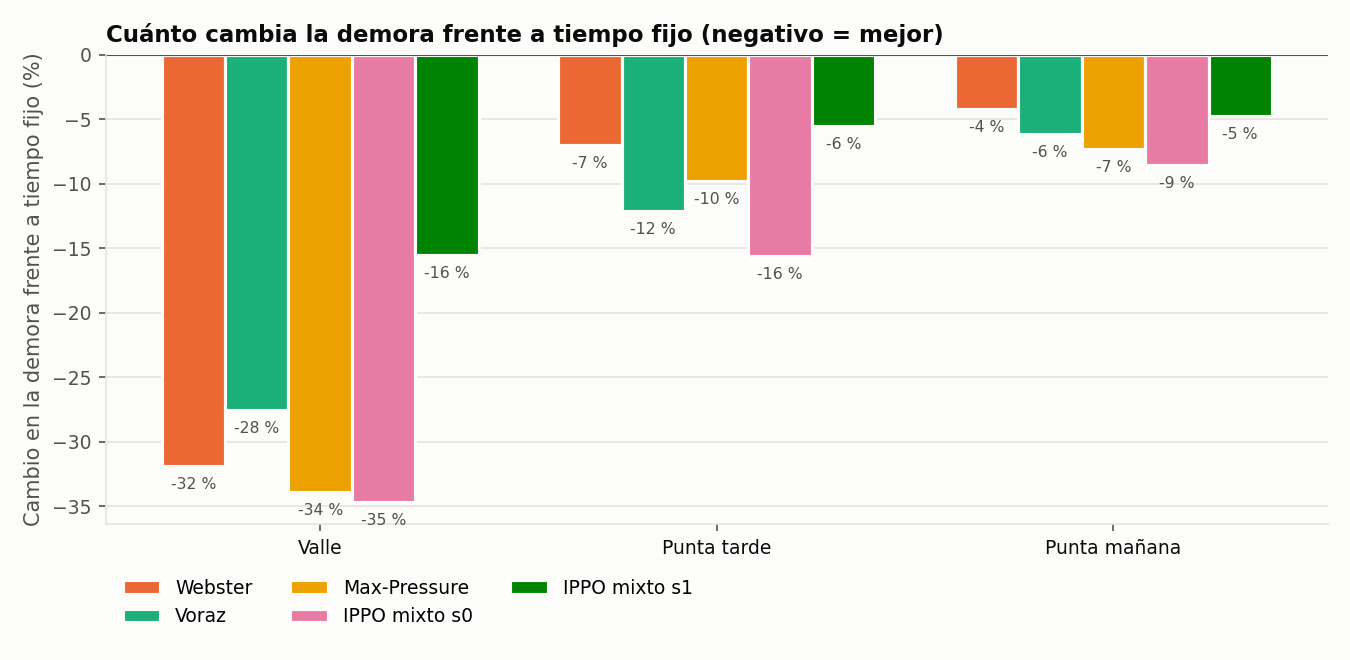 Cuánto cambia la demora frente a tiempo fijo (negativo = mejor)
Cambio en la demora frente a tiempo fijo (%)
0
−5
−10
−15
−20
−25
−30
−35
-32 %
-28 %
-34 %
-35 %
-16 %
-7 %
-12 %
-10 %
-16 %
-6 %
-4 %
-6 %
-7 %
-9 %
-5 %
Valle
Punta tarde
Punta mañana
Webster
Voraz
Max-Pressure
IPPO mixto s0
IPPO mixto s1